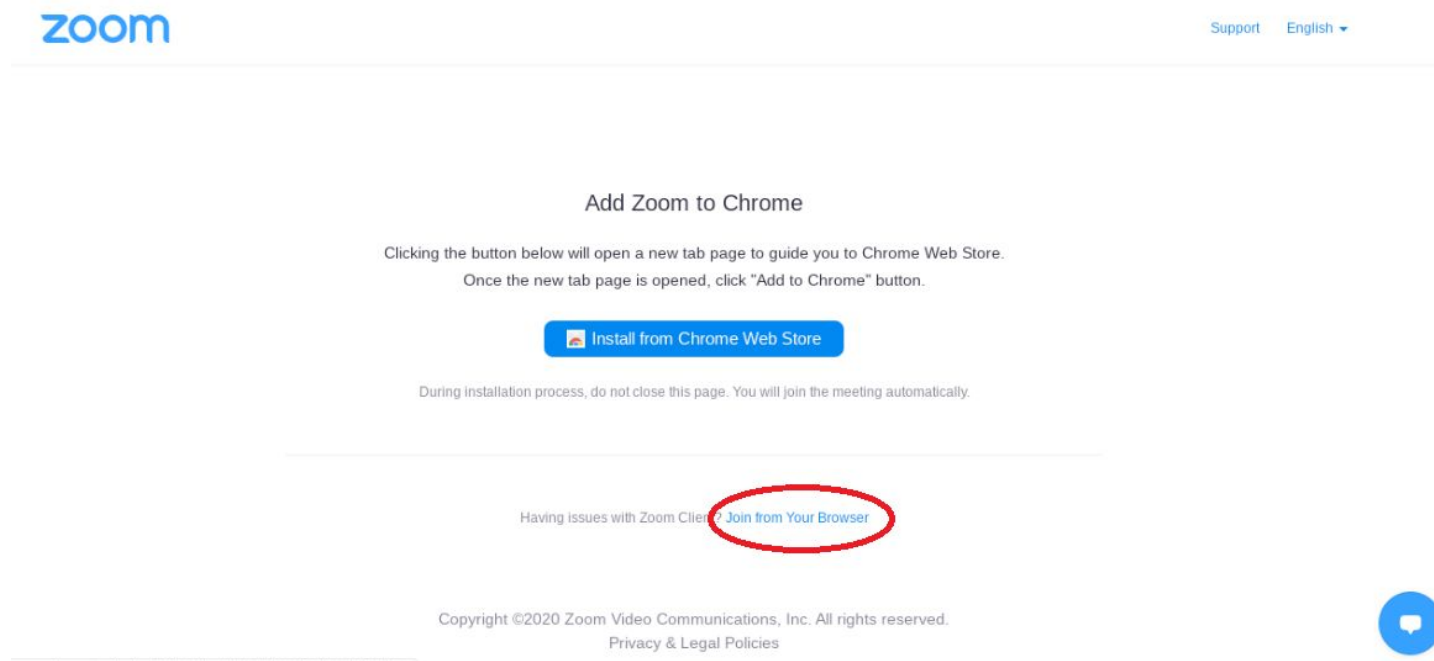 zoom
Support English
Add Zoom to Chrome
Clicking the button below will open a new tab page to guide you to Chrome Web Store.
Once the new tab page is opened, click "Add to Chrome" button.
Install from Chrome Web Store
During installation process, do not close this page. You will join the meeting automatically.
Having issues with Zoom Client? Join from Your Browser
Copyright ©2020 Zoom Video Communications, Inc. All rights reserved.
Privacy & Legal Policies